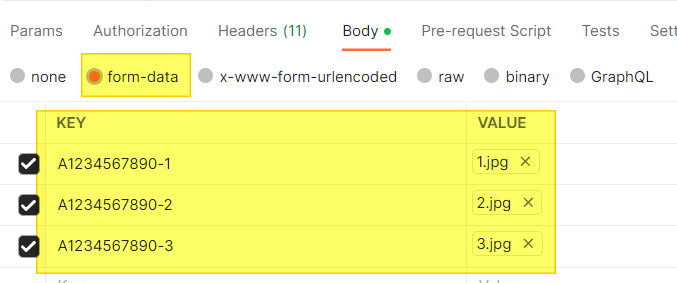 Params Authorization Headers (11) Body Pre-request Script Tests
none form-data x-www-form-urlencoded raw binary GraphQL
KEY VALUE
A1234567890-1 1.jpg ×
A1234567890-2 2.jpg ×
A1234567890-3 3.jpg ×